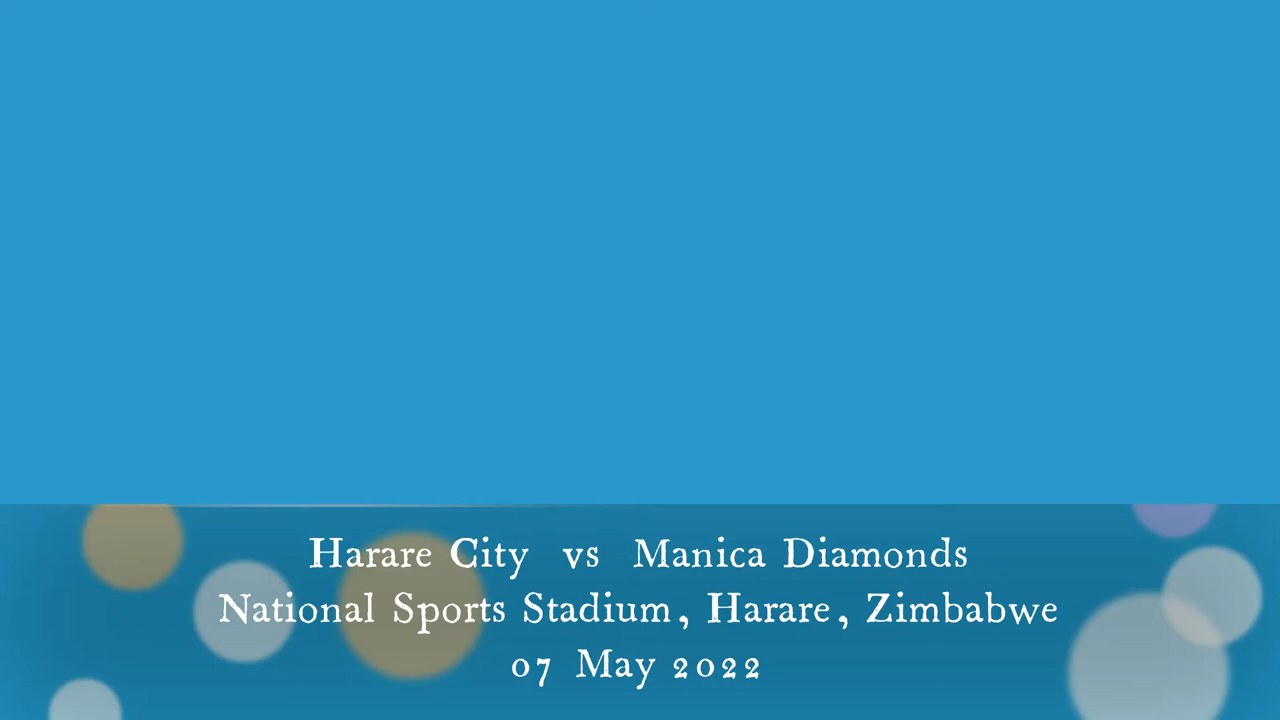 Harare City vs Manica Diamonds
National Sports Stadium, Harare, Zimbabwe
07 May 2022